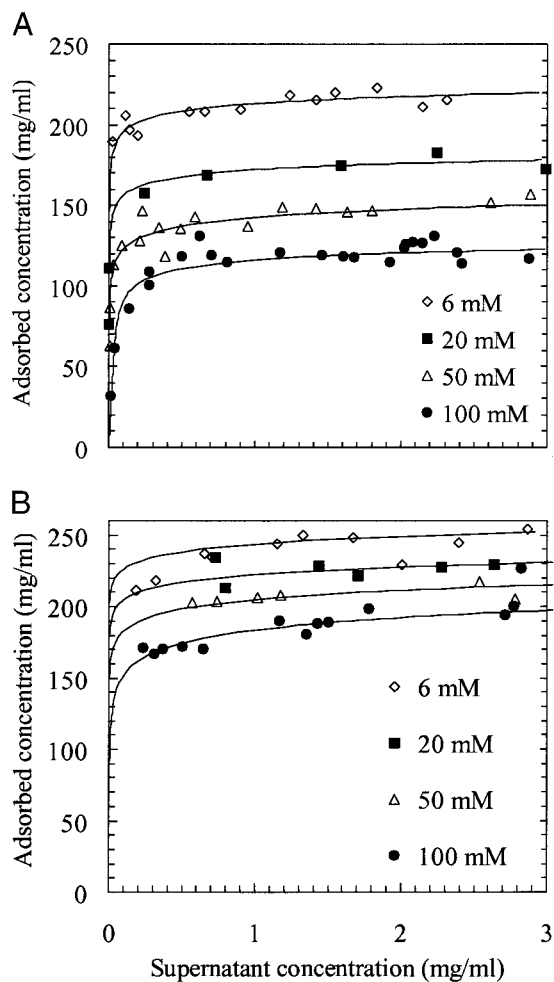 A
250
200
150
100
50
0
Adsorbed concentration (mg/ml)
6 mM
20 mM
50 mM
100 mM
B
250
200
150
100
50
0
Adsorbed concentration (mg/ml)
6 mM
20 mM
50 mM
100 mM
0 1 2 3
Supernatant concentration (mg/ml)